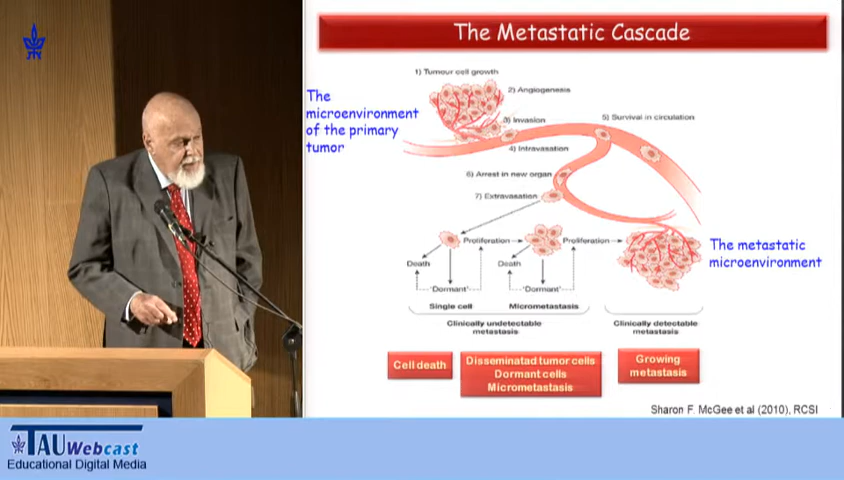 The Metastatic Cascade
1) Tumour cell growth
2) Angiogenesis
The
microenvironment
of the primary
tumor
3) Invasion
5) Survival in circulation
4) Intravasation
6) Arrest in new organ
7) Extravasation
Proliferation
Proliferation
The metastatic
microenvironment
Death
Death
'Dormant'
'Dormant'
Single cell
Micrometastasis
Clinically undetectable
metastasis
Clinically detectable
metastasis
Cell death
Disseminatad tumor cells
Dormant cells
Micrometastasis
Growing
metastasis
Sharon F. McGee et al (2010), RCSI
TAU Webcast
Educational Digital Media